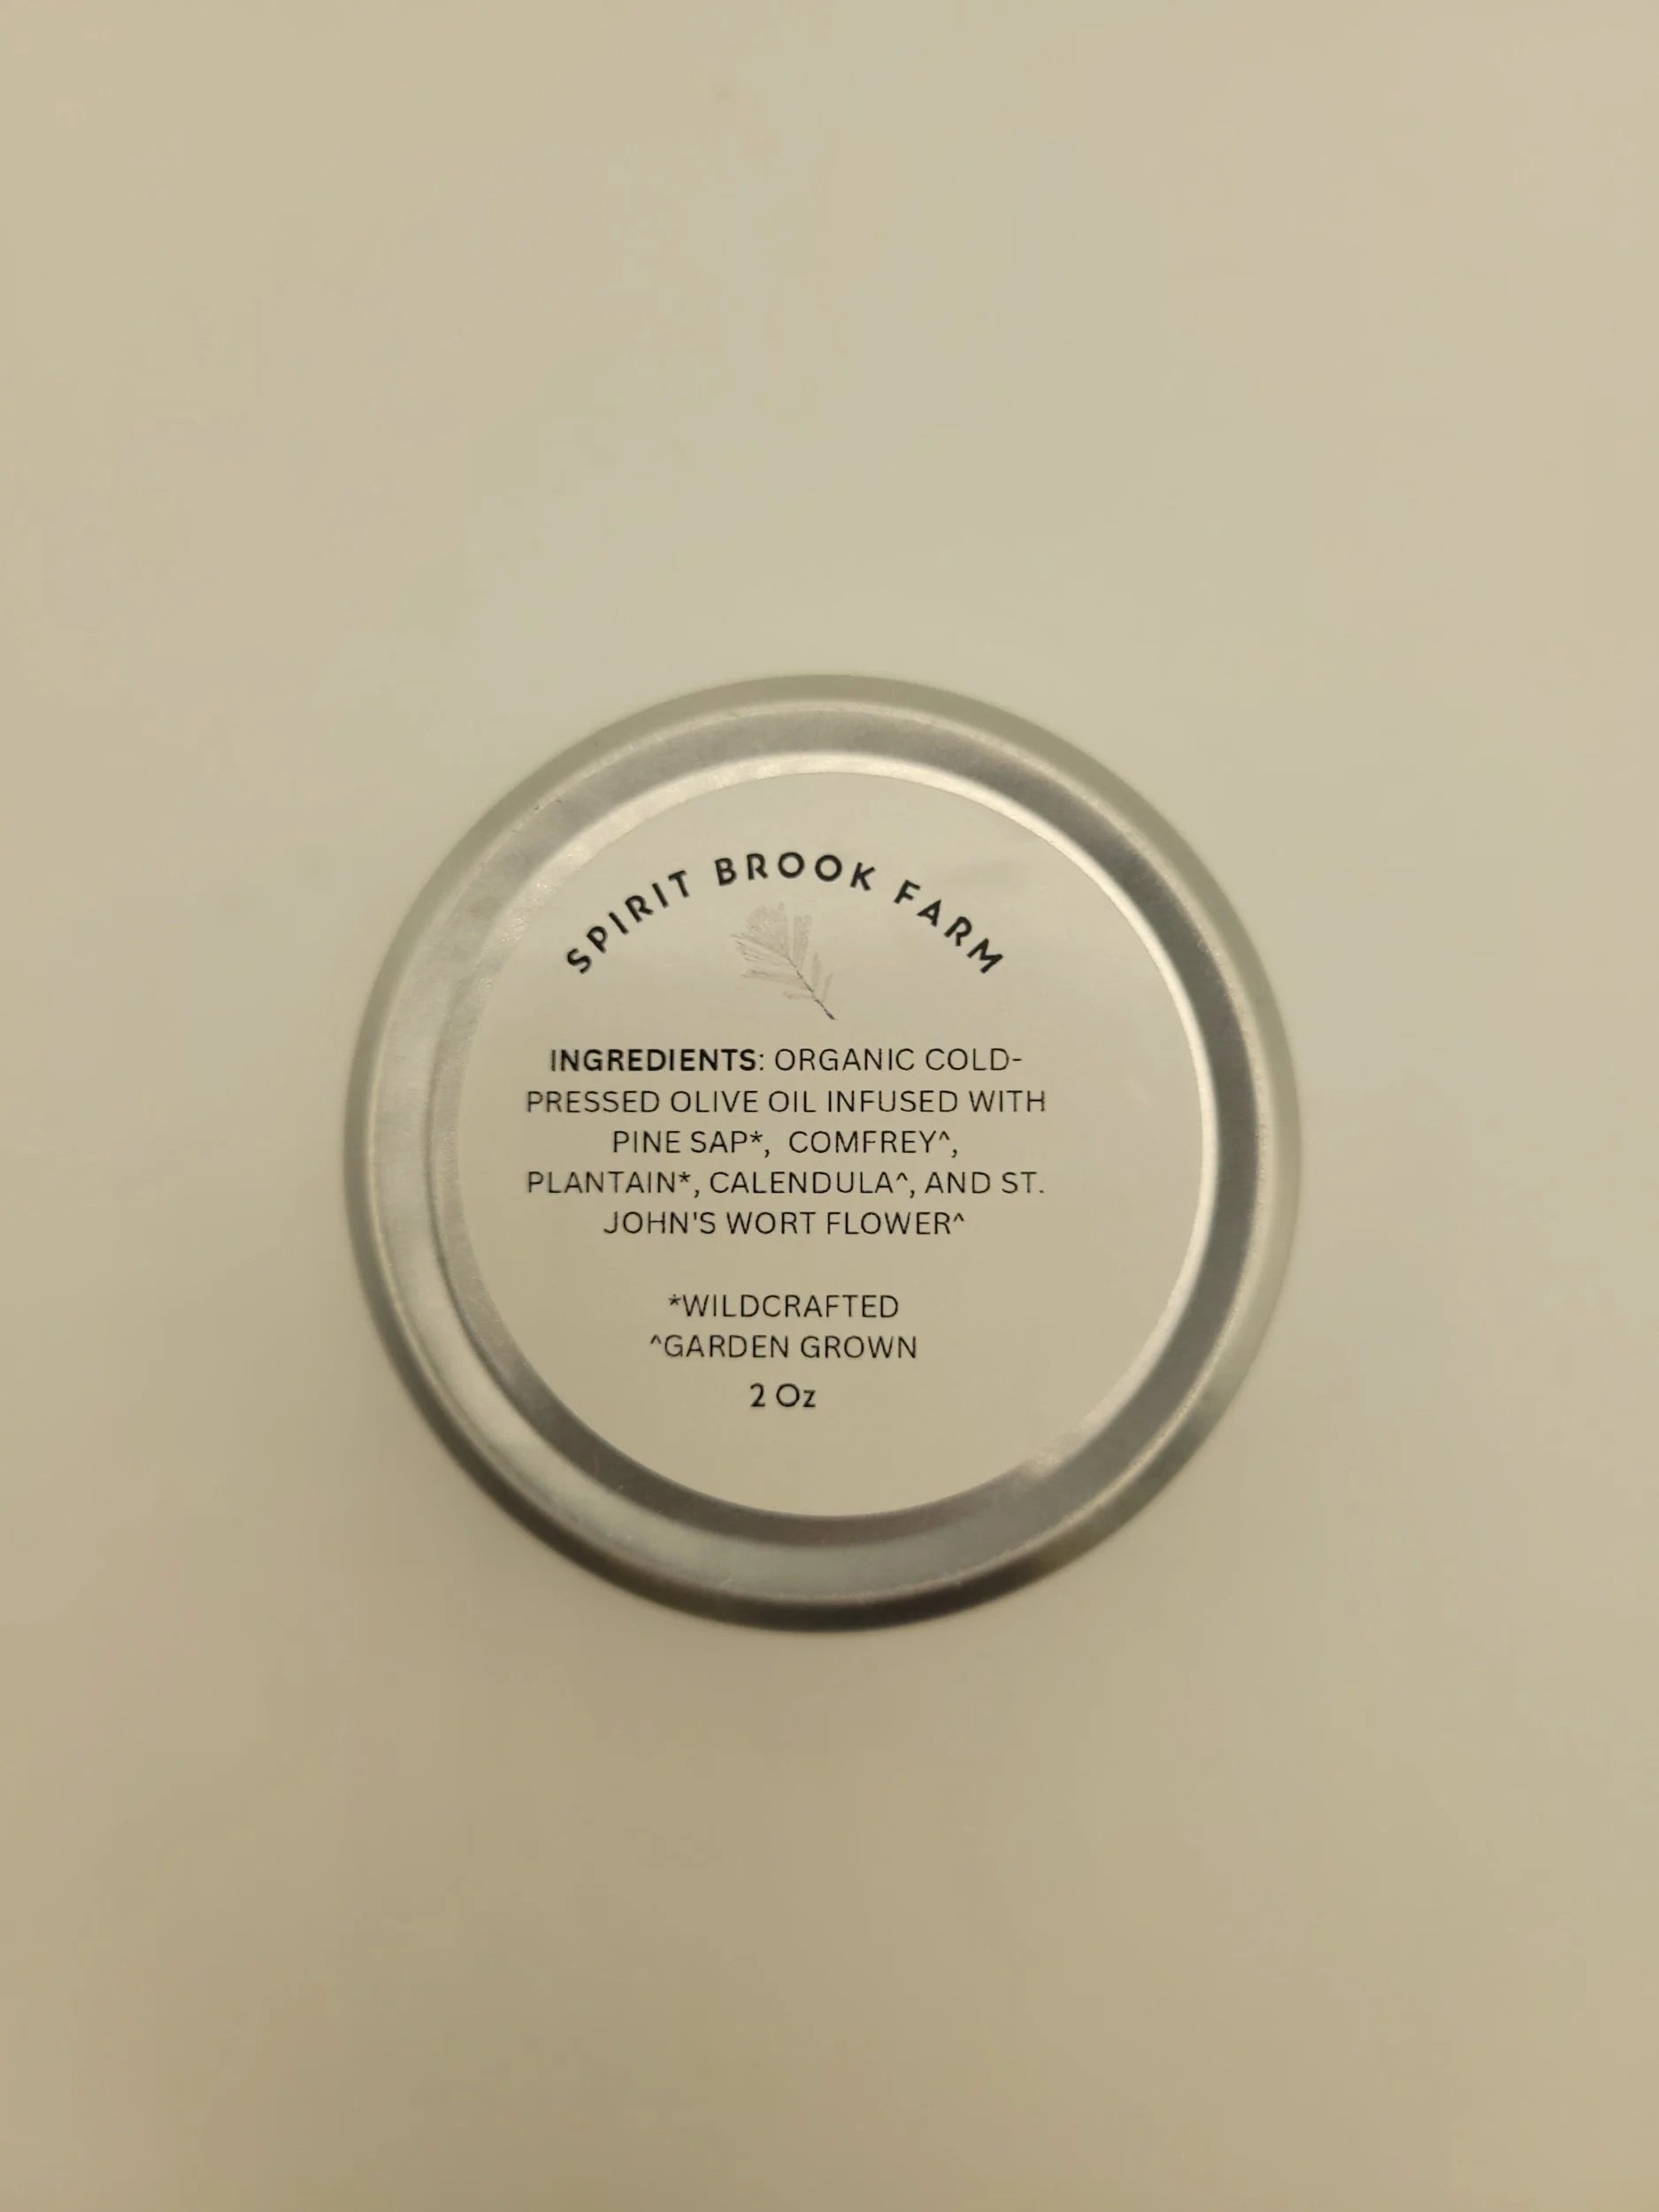 SPIRIT BROOK FARM
INGREDIENTS: ORGANIC COLD-
PRESSED OLIVE OIL INFUSED WITH
PINE SAP*, COMFREY^,
PLANTAIN*, CALENDULA^, AND ST.
JOHN'S WORT FLOWER^
*WILDCRAFTED
^GARDEN GROWN
2 Oz